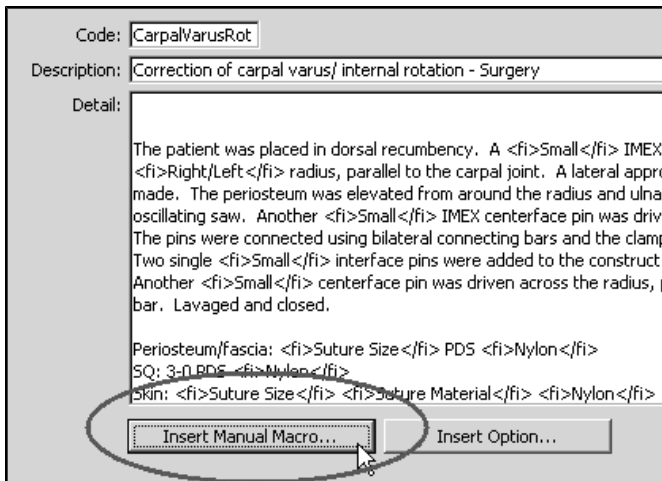 Code: CarpalVarusRot
Description: Correction of carpal varus/ internal rotation - Surgery
Detail:
The patient was placed in dorsal recumbency. A <fi>Small</fi> IMEX
<fi>Right/Left</fi> radius, parallel to the carpal joint. A lateral appro
made. The periosteum was elevated from around the radius and ulna
oscillating saw. Another <fi>Small</fi> IMEX centerface pin was driv
The pins were connected using bilateral connecting bars and the clamp
Two single <fi>Small</fi> interface pins were added to the construct
Another <fi>Small</fi> centerface pin was driven across the radius, p
bar. Lavaged and closed.
Periosteum/fascia: <fi>Suture Size</fi> PDS <fi>Nylon</fi>
SQ: 3-0 PDS <fi>Nylon</fi>
Skin: <fi>Suture Size</fi> <fi>Suture Material</fi> <fi>Nylon</fi>
Insert Manual Macro... Insert Option...